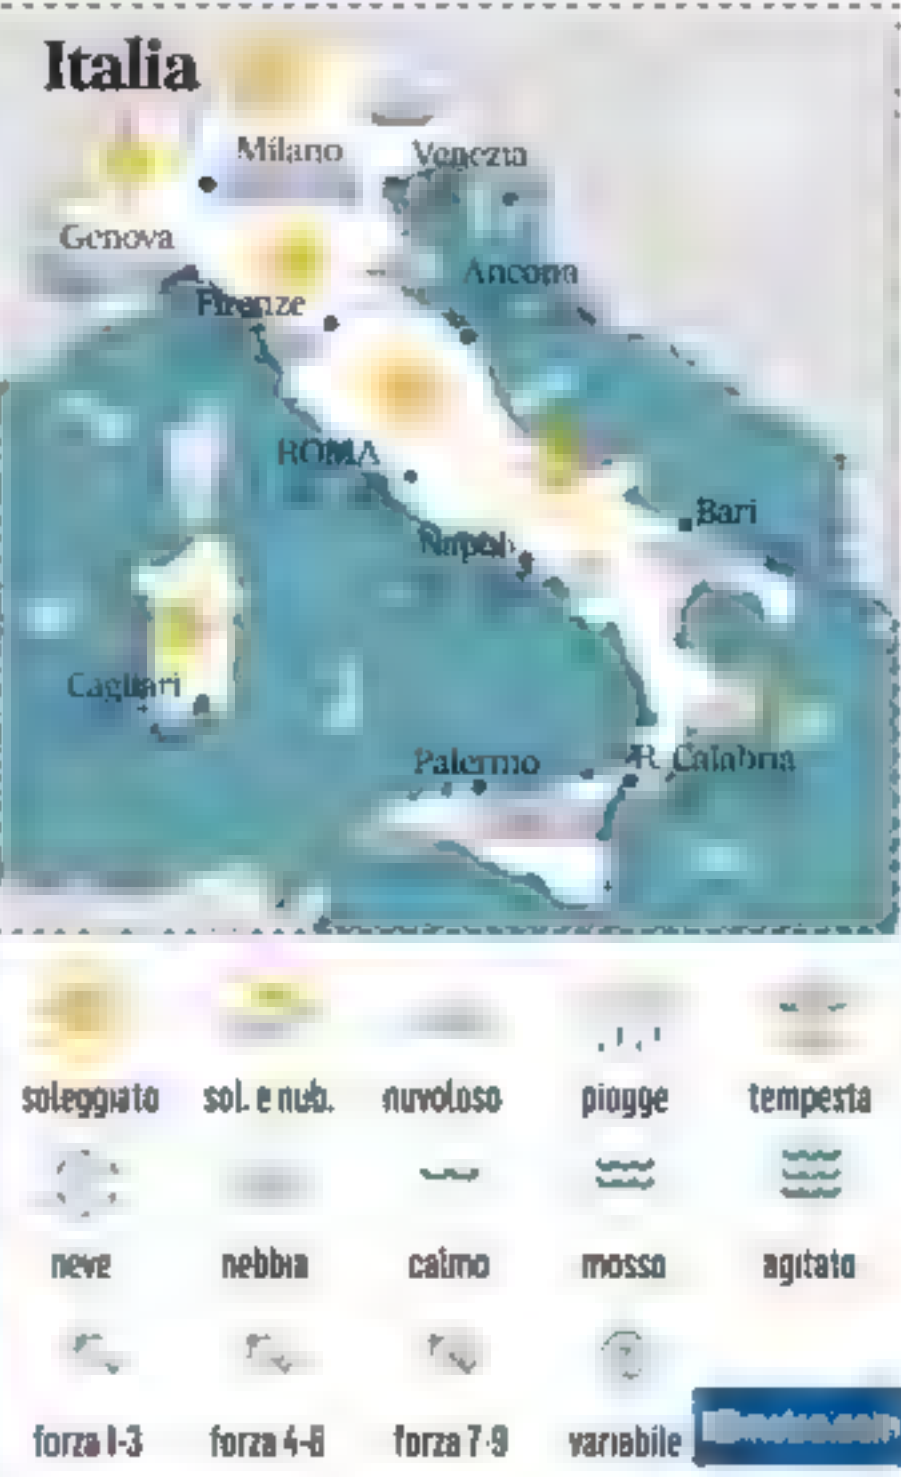 Italia
Milano
Venezia
Genova
Ancona
Firenze
ROMA
Bari
Napoli
Cagliari
Palermo
R. Calabria
soleggiato sol. e nub. nuvoloso piogge tempesta
neve nebbia calmo mosso agitato
forza 1-3 forza 4-6 forza 7-9 variabile